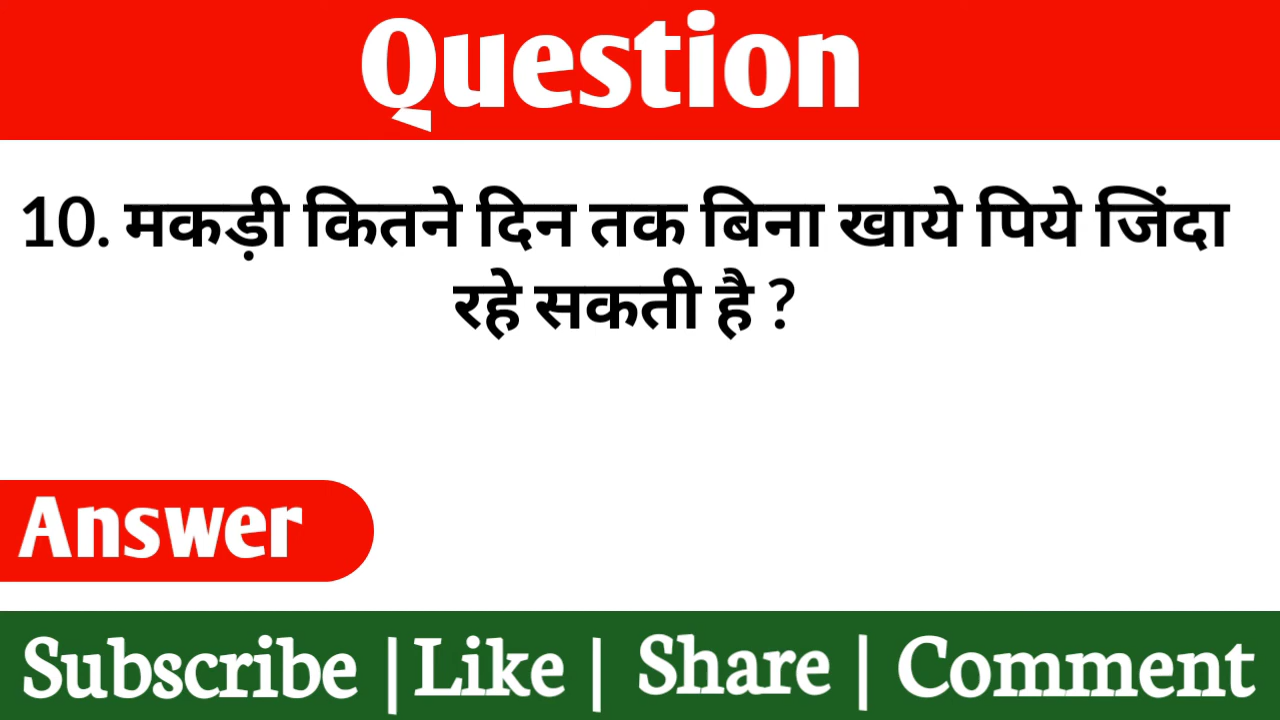 Question
10. मकड़ी कितने दिन तक बिना खाये पिये जिंदा
रहे सकती है ?
Answer
Subscribe | Like | Share | Comment